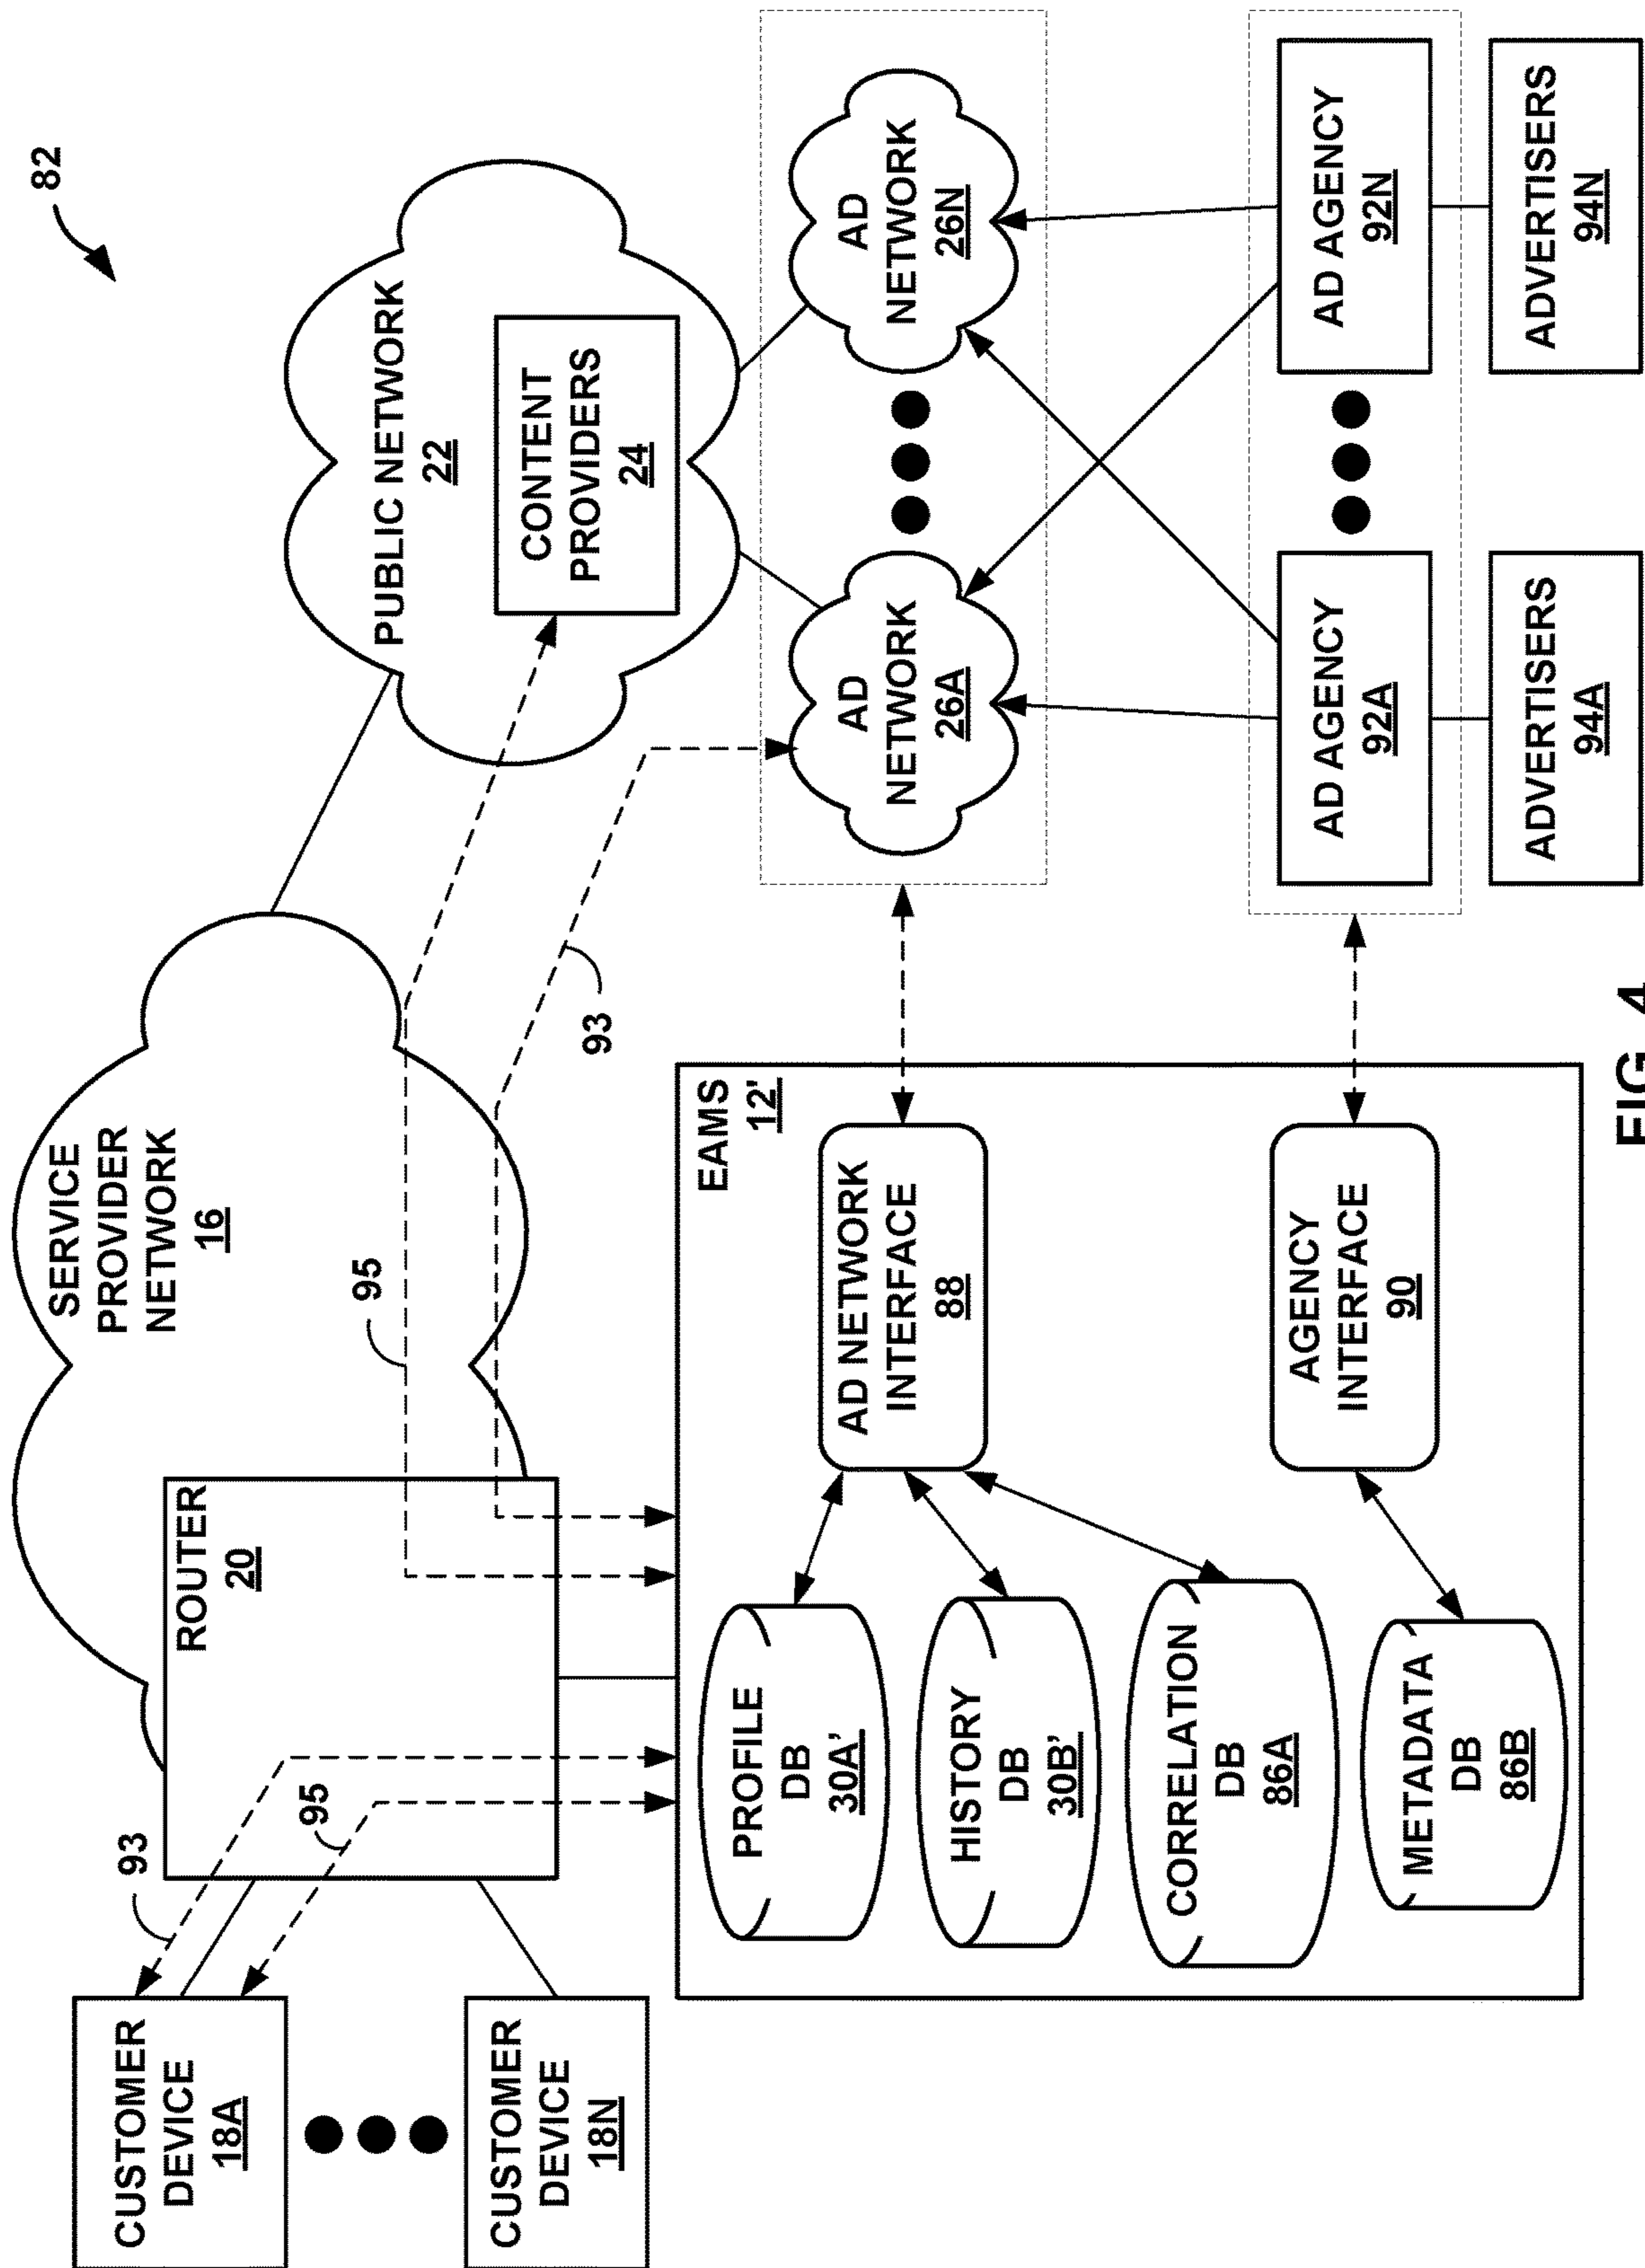 82
SERVICE
PROVIDER
NETWORK
16
PUBLIC NETWORK
22
CONTENT
PROVIDERS
24
ROUTER
20
95
93
93
95
CUSTOMER
DEVICE
18A
CUSTOMER
DEVICE
18N
EAMS
12'
PROFILE
DB
30A’
HISTORY
DB
30B’
CORRELATION
DB
86A
METADATA
DB
86B
AD NETWORK
INTERFACE
88
AGENCY
INTERFACE
90
AD
NETWORK
26A
AD
NETWORK
26N
AD AGENCY
92A
AD AGENCY
92N
ADVERTISERS
94A
ADVERTISERS
94N
FIG. 4